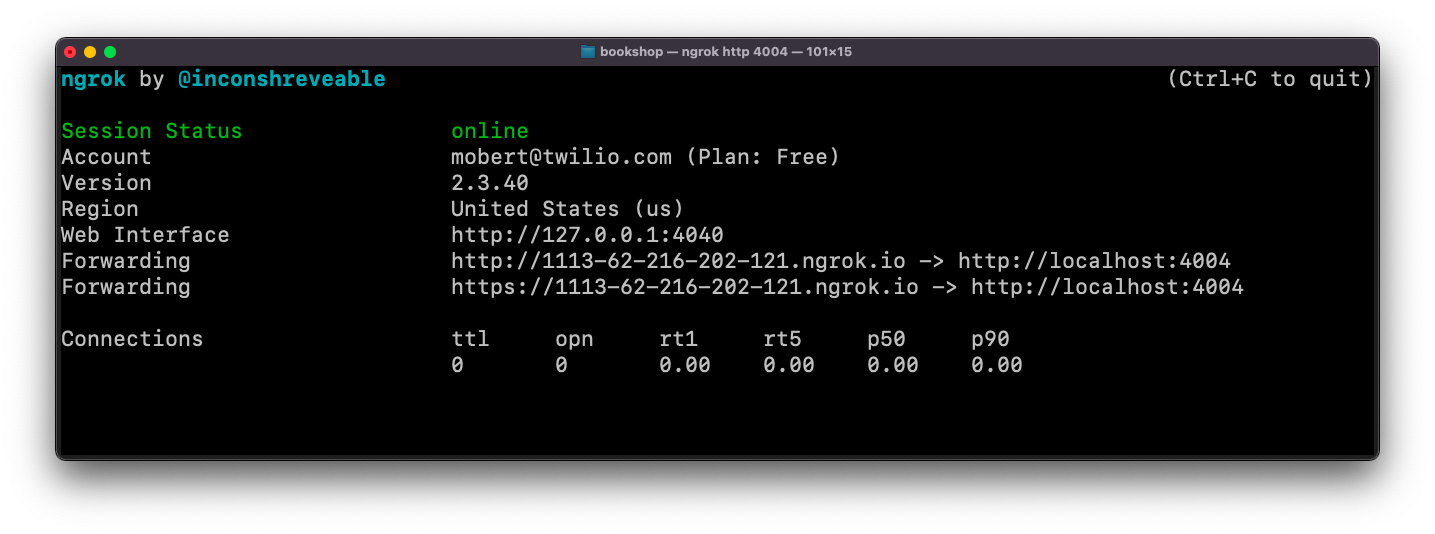 bookshop — ngrok http 4004 — 101×15
ngrok by @inconshreveable (Ctrl+C to quit)
Session Status online
Account mobert@twilio.com (Plan: Free)
Version 2.3.40
Region United States (us)
Web Interface http://127.0.0.1:4040
Forwarding http://1113-62-216-202-121.ngrok.io -> http://localhost:4004
Forwarding https://1113-62-216-202-121.ngrok.io -> http://localhost:4004
Connections ttl opn rt1 rt5 p50 p90
0 0 0.00 0.00 0.00 0.00